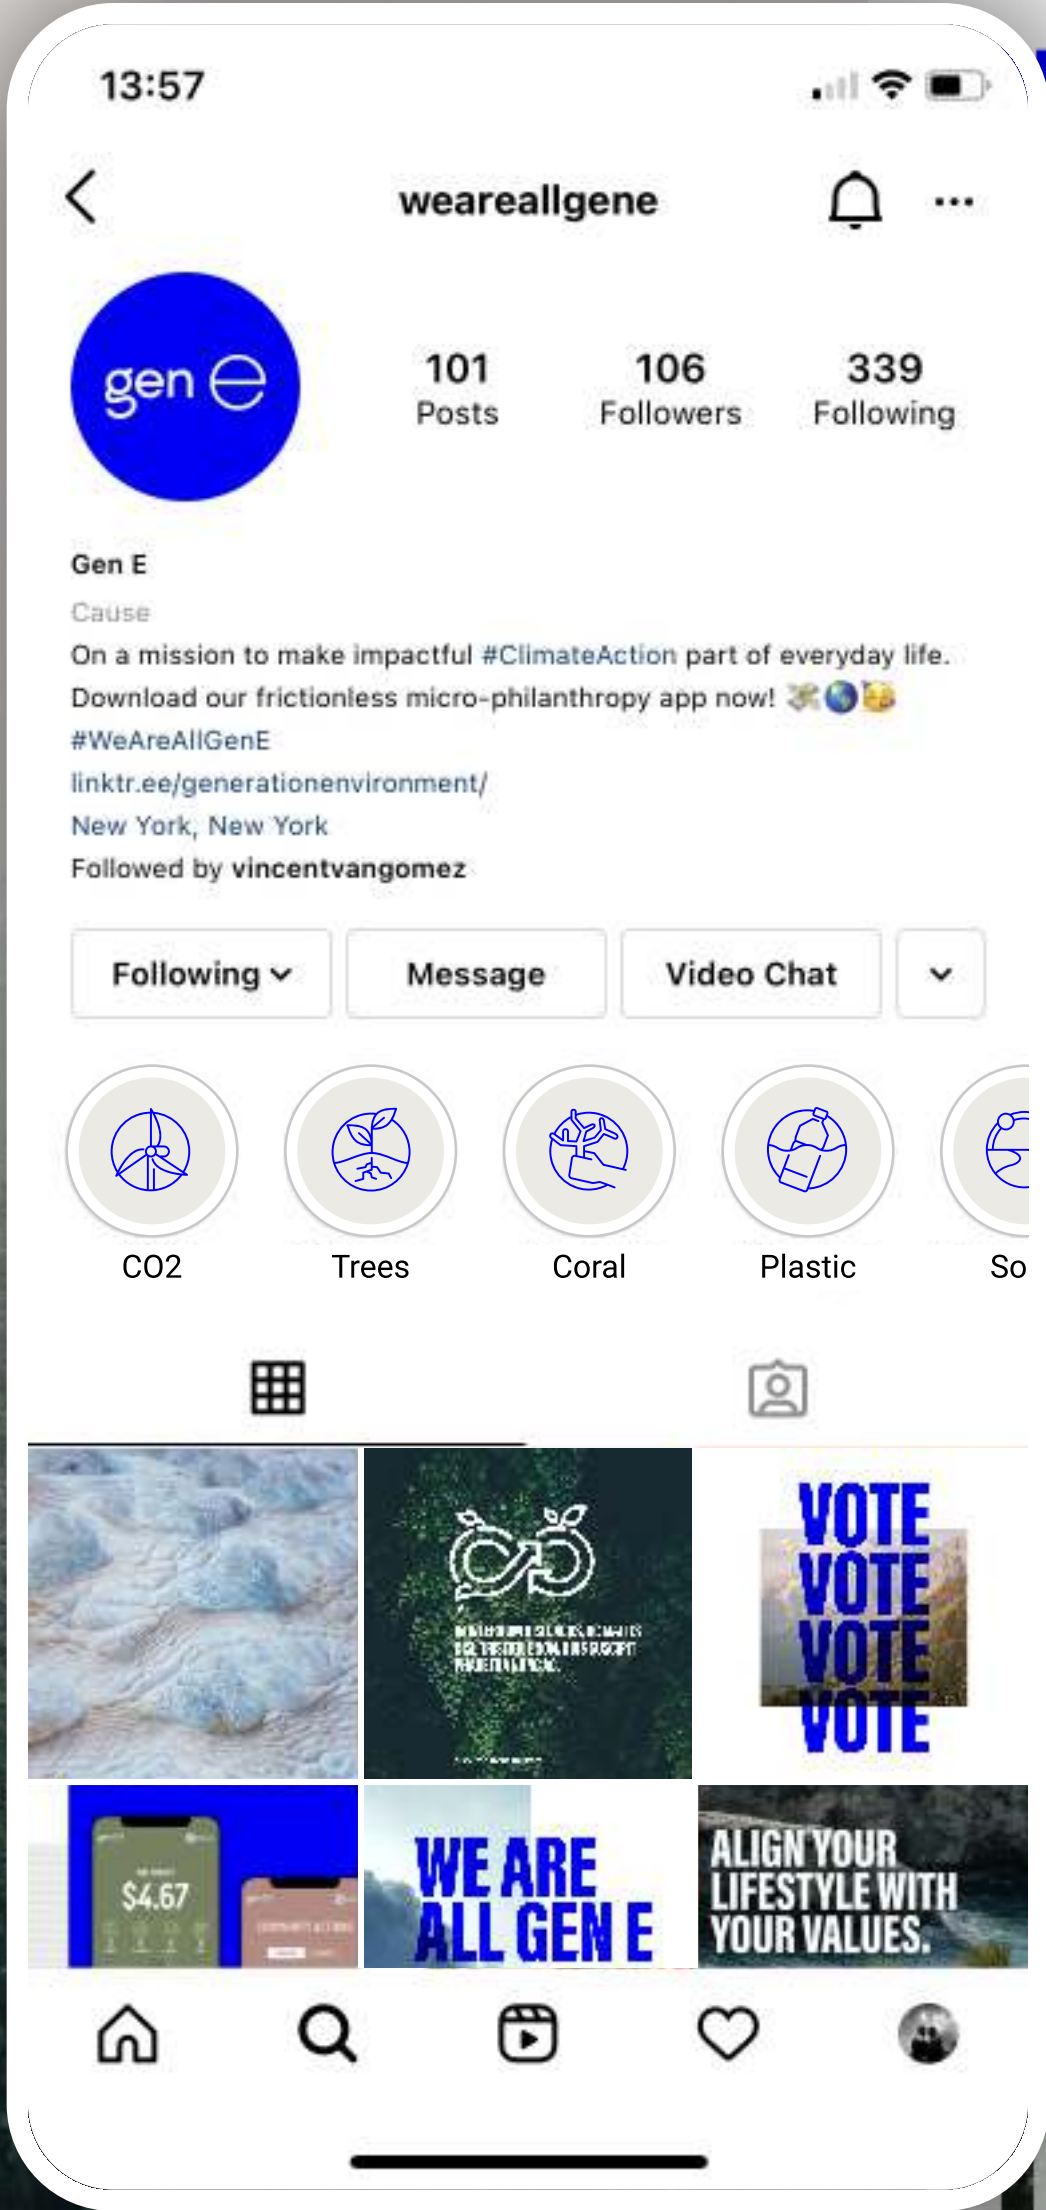 13:57
weareallgene
gen e
101
Posts
106
Followers
339
Following
Gen E
Cause
On a mission to make impactful #ClimateAction part of everyday life.
Download our frictionless micro-philanthropy app now! 💸🌎🥳
#WeAreAllGenE
linktr.ee/generationenvironment/
New York, New York
Followed by vincentvangomez
Following
Message
Video Chat
CO2
Trees
Coral
Plastic
So
VOTE
VOTE
VOTE
VOTE
$4.67
WE ARE
ALL GEN E
ALIGN YOUR
LIFESTYLE WITH
YOUR VALUES.